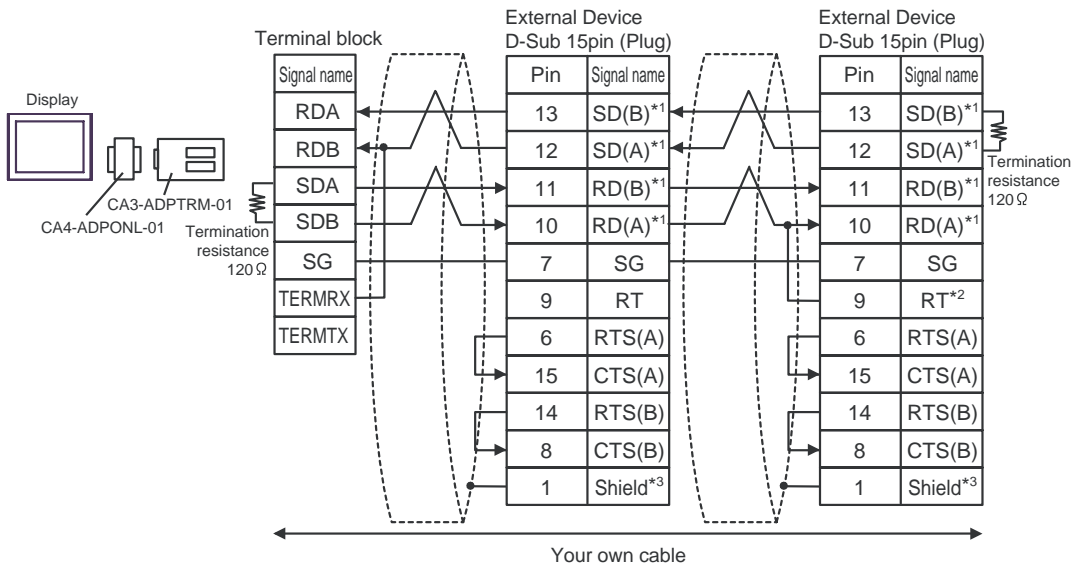 External Device
D-Sub 15pin (Plug)
External Device
D-Sub 15pin (Plug)
Terminal block
Signal name
Pin Signal name
Pin Signal name
Display
RDA
13 SD(B)*1
13 SD(B)*1
RDB
12 SD(A)*1
12 SD(A)*1
Termination
resistance
120Ω
SDA
11 RD(B)*1
11 RD(B)*1
CA3-ADPTRM-01
CA4-ADPONL-01
Termination
resistance
120Ω
SDB
10 RD(A)*1
10 RD(A)*1
SG
7 SG
7 SG
TERMRX
9 RT
9 RT*2
TERMTX
6 RTS(A)
6 RTS(A)
15 CTS(A)
15 CTS(A)
14 RTS(B)
14 RTS(B)
8 CTS(B)
8 CTS(B)
1 Shield*3
1 Shield*3
Your own cable